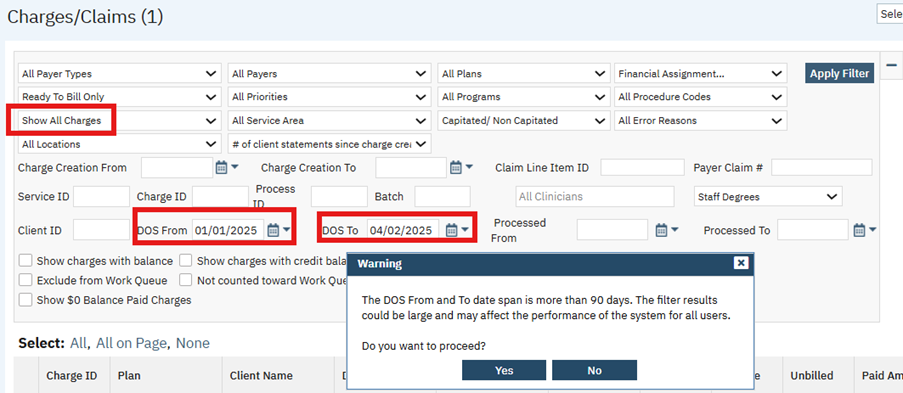 Charges/Claims (1)
Sele
All Payer Types All Payers All Plans Financial Assignment... Apply Filter
Ready To Bill Only All Priorities All Programs All Procedure Codes
Show All Charges All Service Area Capitated/ Non Capitated All Error Reasons
All Locations # of client statements since charge crea
Charge Creation From Charge Creation To Claim Line Item ID Payer Claim #
Service ID Charge ID Process ID Batch All Clinicians Staff Degrees
Client ID DOS From 01/01/2025 DOS To 04/02/2025 Processed From Processed To
Show charges with balance Show charges with credit bala
Exclude from Work Queue Not counted toward Work Que
Show $0 Balance Paid Charges
Warning
The DOS From and To date span is more than 90 days. The filter results
could be large and may affect the performance of the system for all users.
Do you want to proceed?
Yes No
Select: All, All on Page, None
Charge ID Plan Client Name D e Unbilled Paid Am